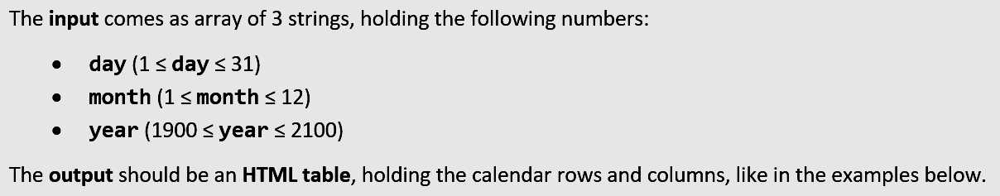 The input comes as array of 3 strings, holding the following numbers:
• day (1 ≤ day ≤ 31)
• month (1 ≤ month ≤ 12)
• year (1900 ≤ year ≤ 2100)
The output should be an HTML table, holding the calendar rows and columns, like in the examples below.